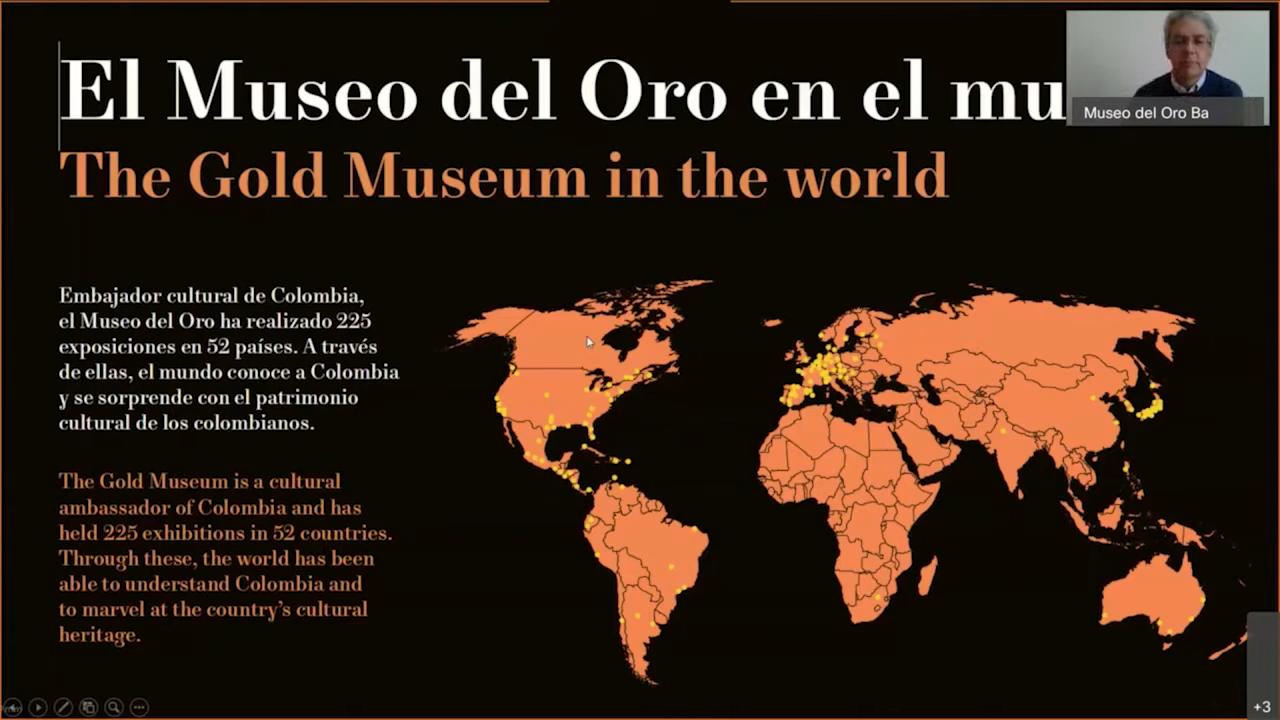 El Museo del Oro en el mu
The Gold Museum in the world
Museo del Oro Ba
Embajador cultural de Colombia,
el Museo del Oro ha realizado 225
exposiciones en 52 países. A través
de ellas, el mundo conoce a Colombia
y se sorprende con el patrimonio
cultural de los colombianos.
The Gold Museum is a cultural
ambassador of Colombia and has
held 225 exhibitions in 52 countries.
Through these, the world has been
able to understand Colombia and
to marvel at the country's cultural
heritage.
+3